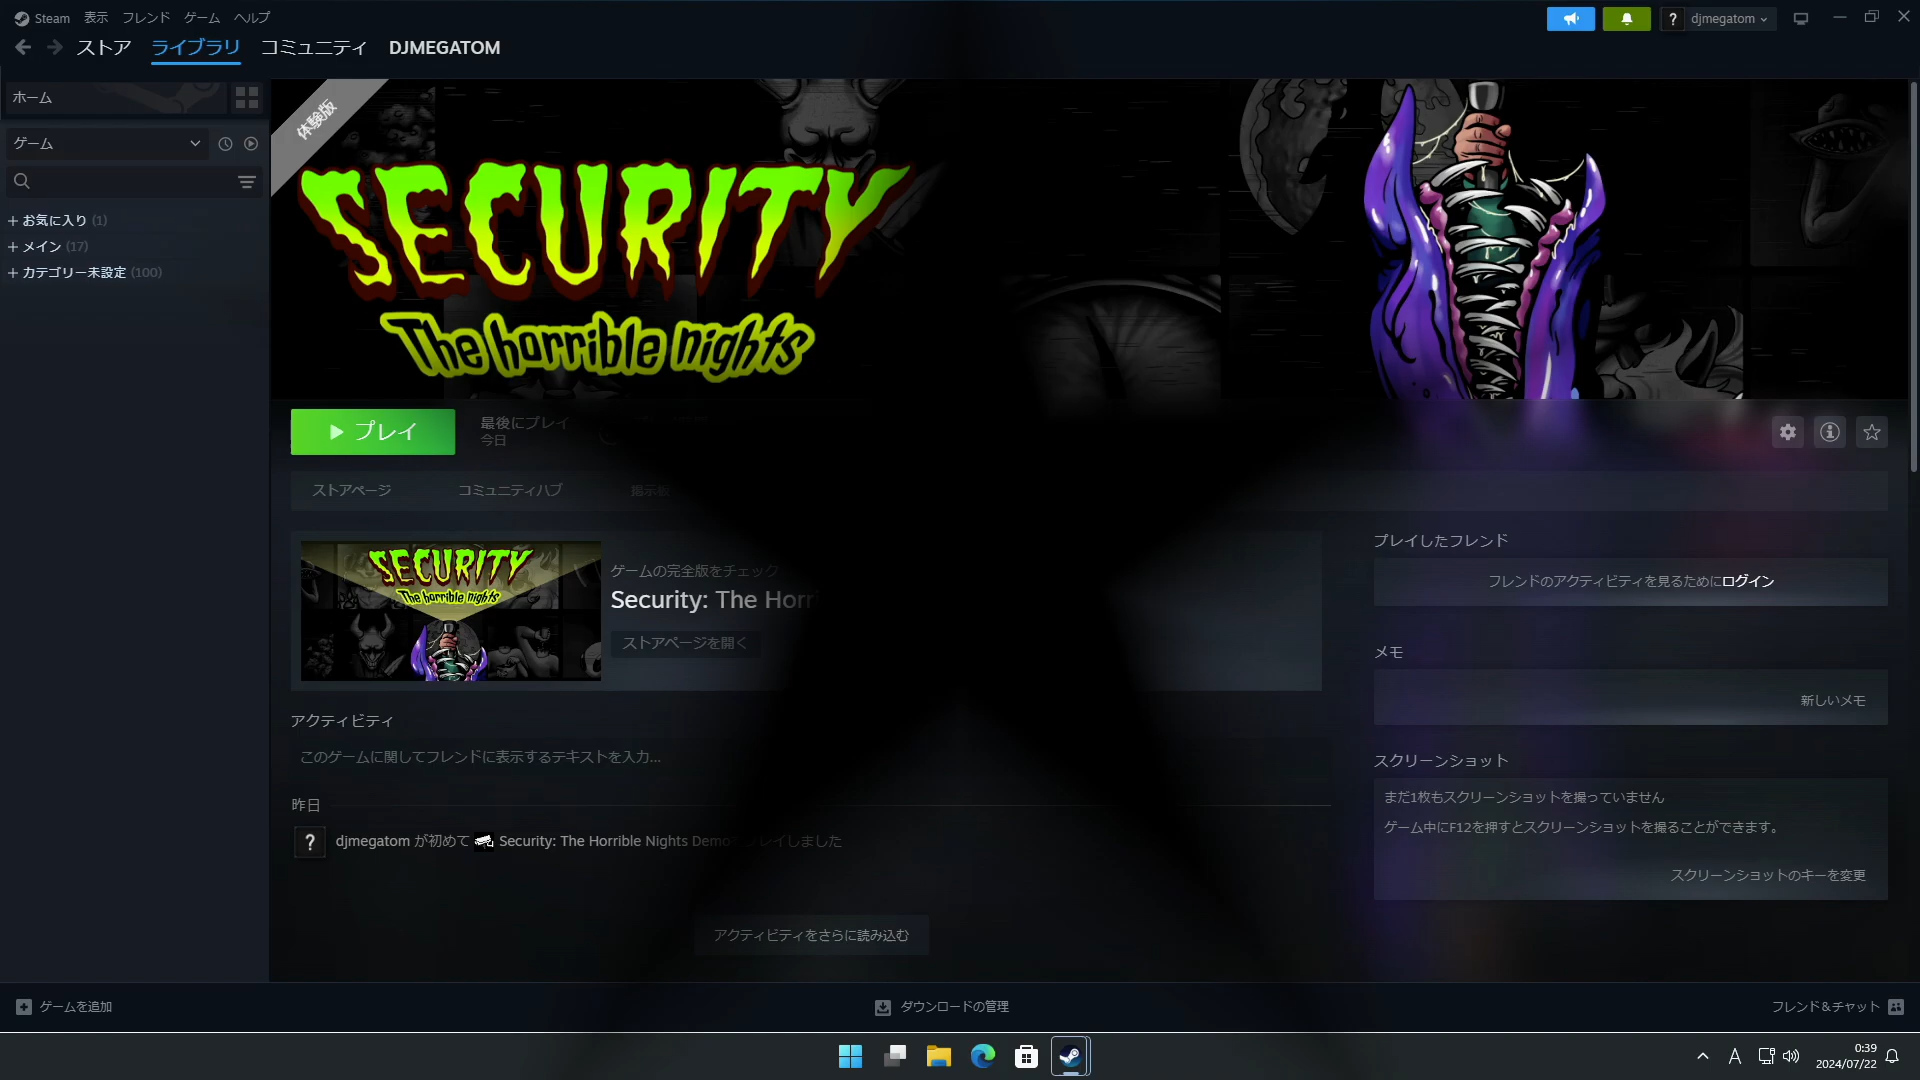 Steam 表示 フレンド ゲーム ヘルプ
? djmegatom
ストア ライブラリ コミュニティ DJMEGATOM
ホーム
体験版
ゲーム
SECURITY
The horrible nights
+ お気に入り (1)
+ メイン (17)
+ カテゴリー未設定 (100)
プレイ
最後にプレイ
今日
ストアページ コミュニティハブ 掲示板
SECURITY
The horrible nights
ゲームの完全版をチェック
Security: The Horri
ストアページを開く
プレイしたフレンド
フレンドのアクティビティを見るためにログイン
メモ
新しいメモ
アクティビティ
このゲームに関してフレンドに表示するテキストを入力...
スクリーンショット
まだ1枚もスクリーンショットを撮っていません
ゲーム中にF12を押すとスクリーンショットを撮ることができます。
スクリーンショットのキーを変更
昨日
? djmegatom が初めて Security: The Horrible Nights Demo プレイしました
アクティビティをさらに読み込む
ゲームを追加
ダウンロードの管理
フレンド&チャット
A
0:39
2024/07/22